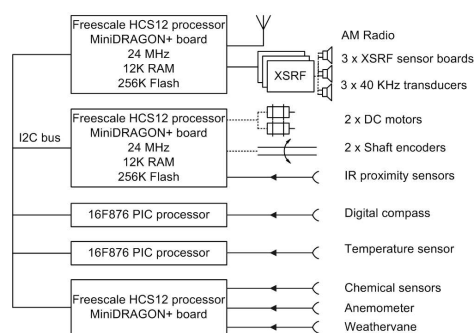 Freescale HCS12 processor
MiniDRAGON+ board
24 MHz
12K RAM
256K Flash
XSRF
AM Radio
3 x XSRF sensor boards
3 x 40 KHz transducers
I2C bus
Freescale HCS12 processor
MiniDRAGON+ board
24 MHz
12K RAM
256K Flash
2 x DC motors
2 x Shaft encoders
IR proximity sensors
16F876 PIC processor
Digital compass
16F876 PIC processor
Temperature sensor
Freescale HCS12 processor
MiniDRAGON+ board
Chemical sensors
Anemometer
Weathervane